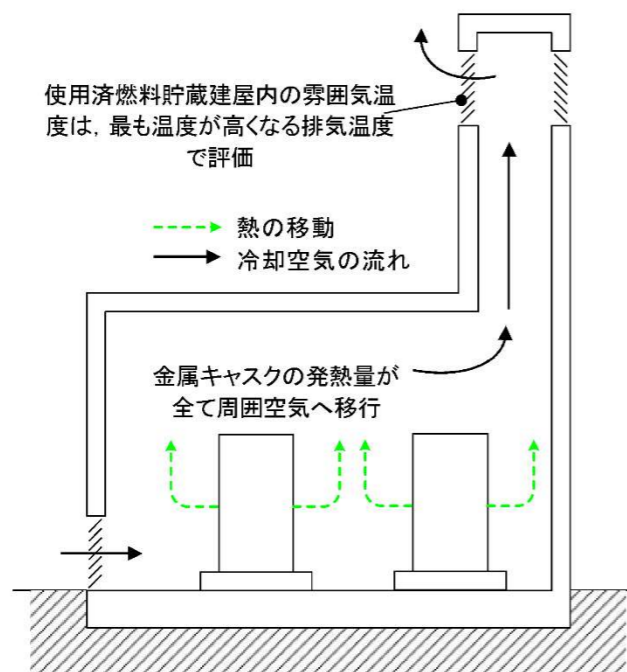 使用済燃料貯蔵建屋内の雰囲気温
度は，最も温度が高くなる排気温度
で評価
熱の移動
冷却空気の流れ
金属キャスクの発熱量が
全て周囲空気へ移行